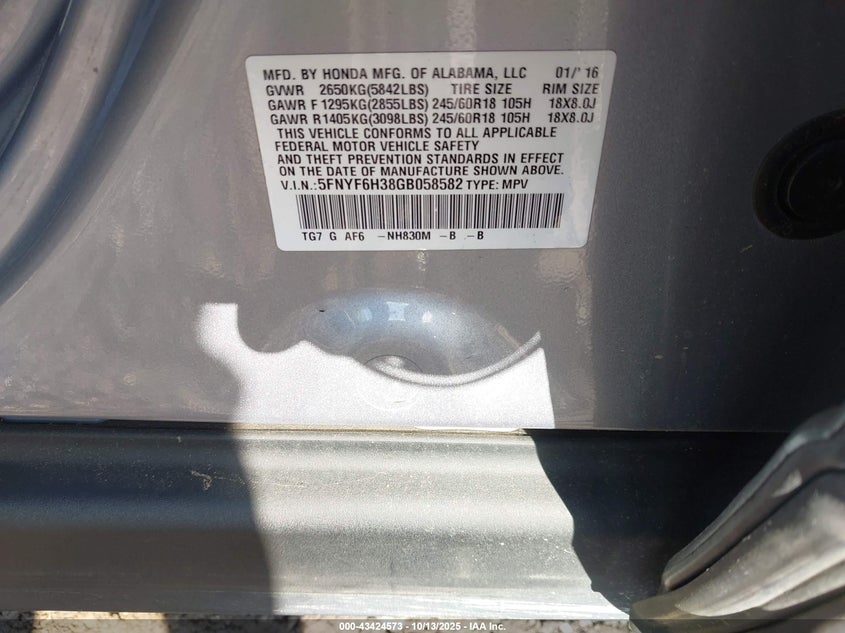 MFD. BY HONDA MFG. OF ALABAMA, LLC 01/'16
GVWR 2650KG(5842LBS) TIRE SIZE RIM SIZE
GAWR F 1295KG(2855LBS) 245/60R18 105H 18X8.0J
GAWR R 1405KG(3098LBS) 245/60R18 105H 18X8.0J
THIS VEHICLE CONFORMS TO ALL APPLICABLE
FEDERAL MOTOR VEHICLE SAFETY
AND THEFT PREVENTION STANDARDS IN EFFECT
ON THE DATE OF MANUFACTURE SHOWN ABOVE.
V.I.N.:5FNYF6H38GB058582 TYPE: MPV
TG7 G AF6 -NH830M -B -B
000-43424573 - 10/13/2025 - IAA Inc.